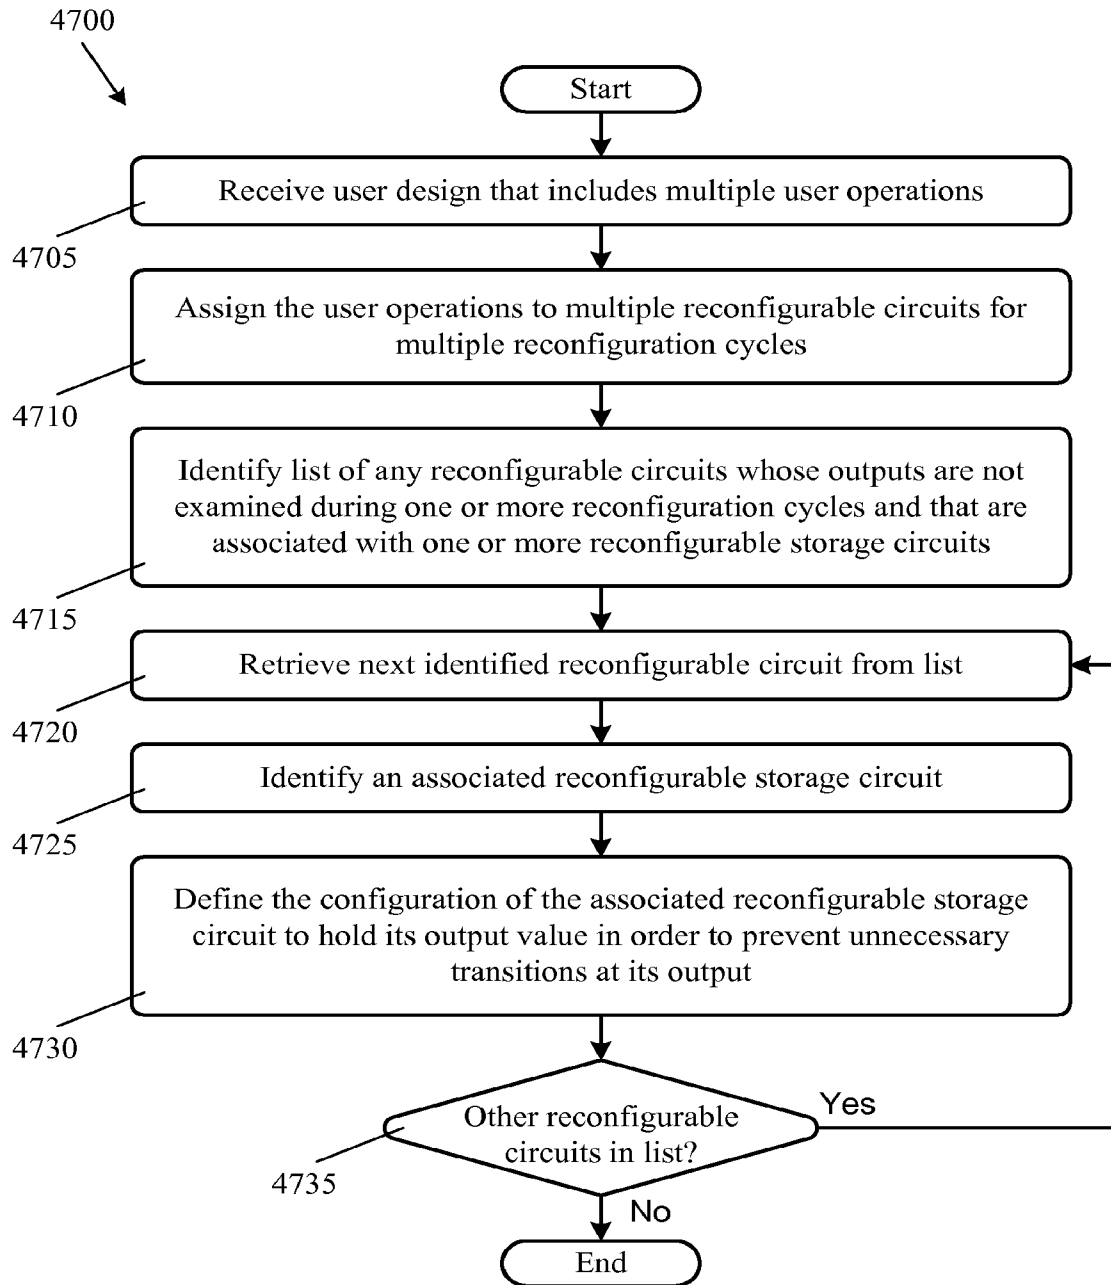 4700
Start
Receive user design that includes multiple user operations
4705
Assign the user operations to multiple reconfigurable circuits for
multiple reconfiguration cycles
4710
Identify list of any reconfigurable circuits whose outputs are not
examined during one or more reconfiguration cycles and that are
associated with one or more reconfigurable storage circuits
4715
Retrieve next identified reconfigurable circuit from list
4720
Identify an associated reconfigurable storage circuit
4725
Define the configuration of the associated reconfigurable storage
circuit to hold its output value in order to prevent unnecessary
transitions at its output
4730
Other reconfigurable
circuits in list?
Yes
4735
No
End